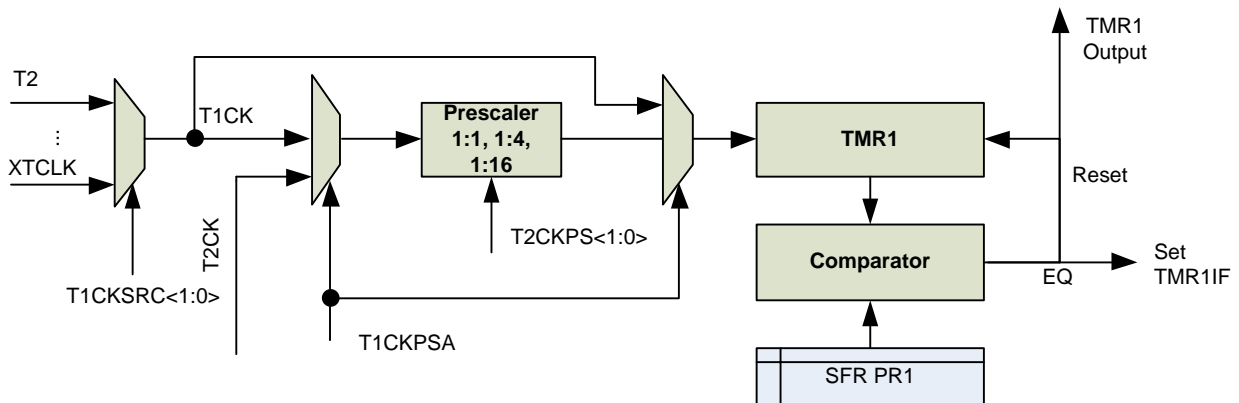 TMR1
Output
T2
⋮
XTCLK
T1CK
Prescaler
1:1, 1:4,
1:16
TMR1
Reset
T2CK
T2CKPS<1:0>
T1CKSRC<1:0>
Comparator
EQ
Set
TMR1IF
T1CKPSA
SFR PR1